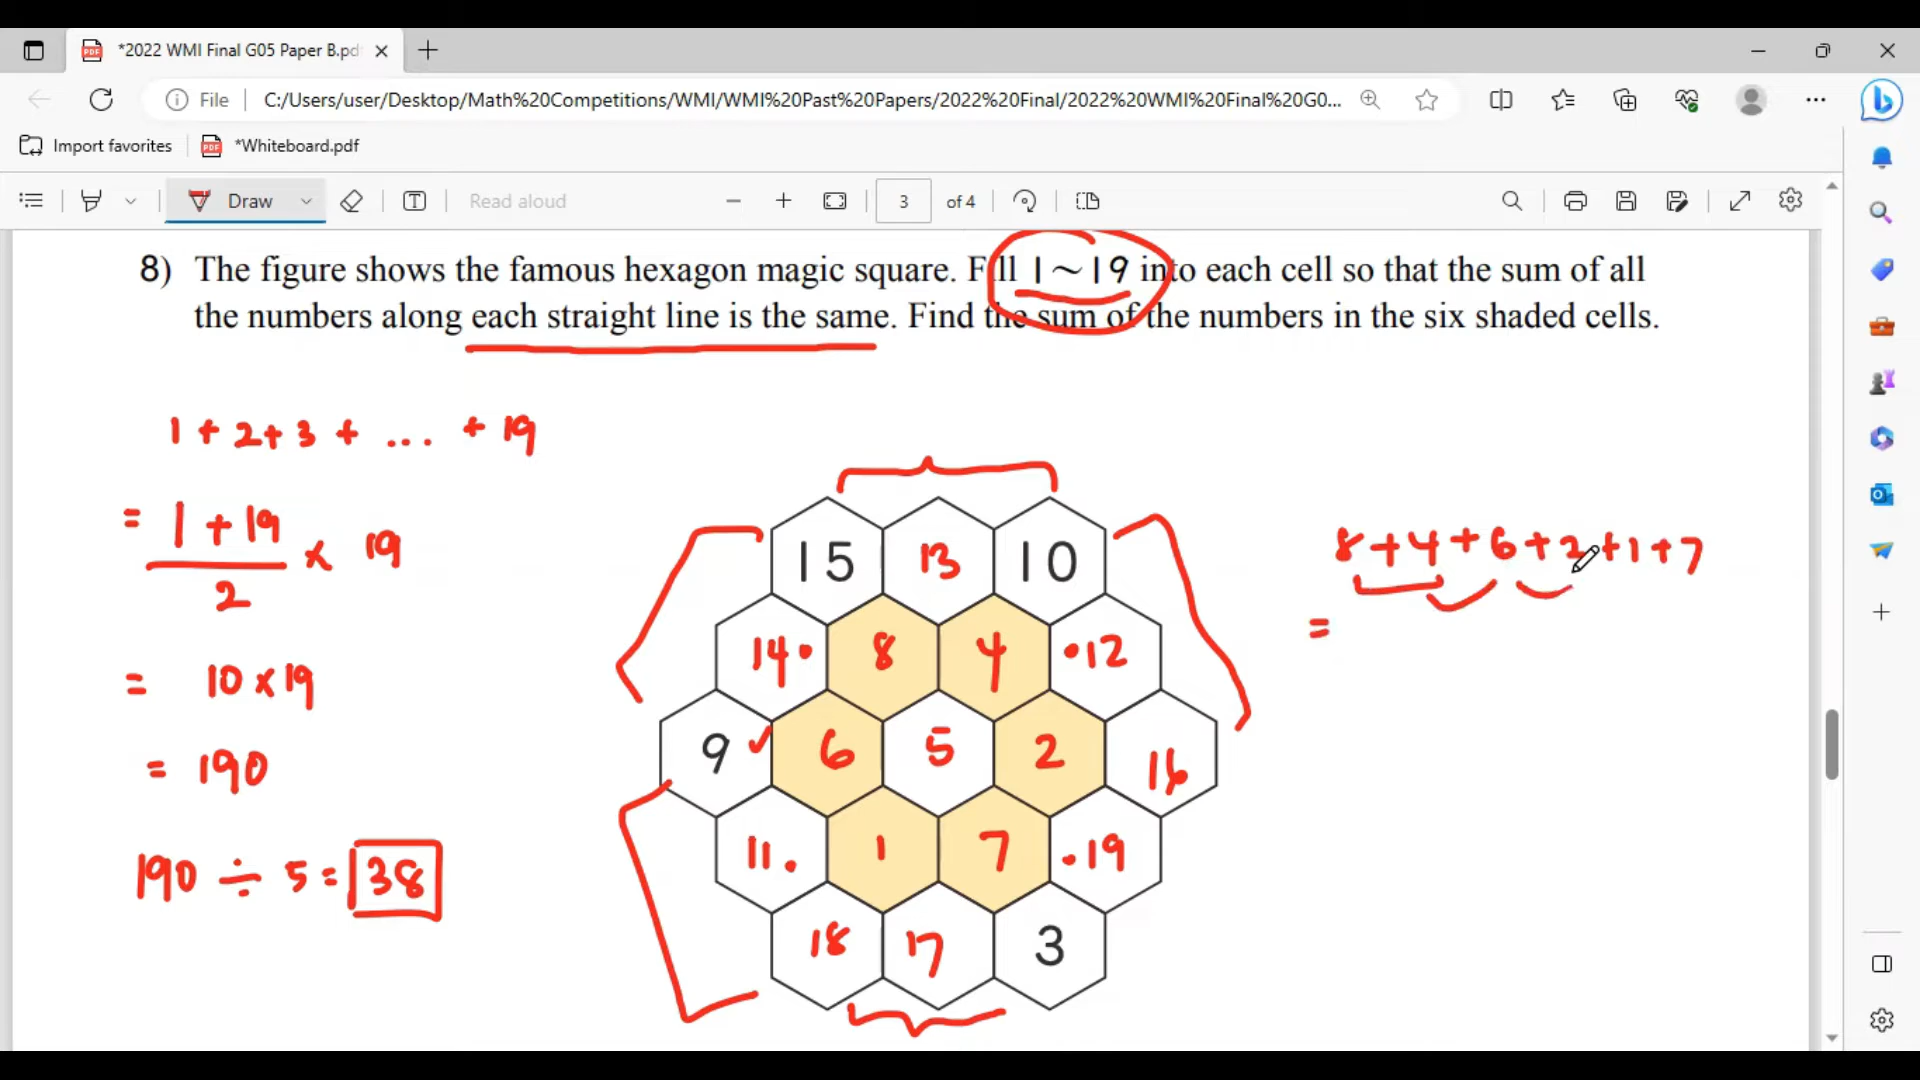 *2022 WMI Final G05 Paper B.pd
File
C:/Users/user/Desktop/Math%20Competitions/WMI/WMI%20Past%20Papers/2022%20Final/2022%20WMI%20Final%20G0...
Import favorites
*Whiteboard.pdf
Draw
Read aloud
3
of 4
8) The figure shows the famous hexagon magic square. Fill 1~19 into each cell so that the sum of all
the numbers along each straight line is the same. Find the sum of the numbers in the six shaded cells.
1 + 2 + 3 + ... + 19
= 1 + 19 / 2 × 19
= 10 × 19
= 190
190 ÷ 5 = 38
15 13 10
14 8 4 12
9 6 5 2 16
11 1 7 19
18 17 3
8 + 4 + 6 + 2 + 1 + 7
=